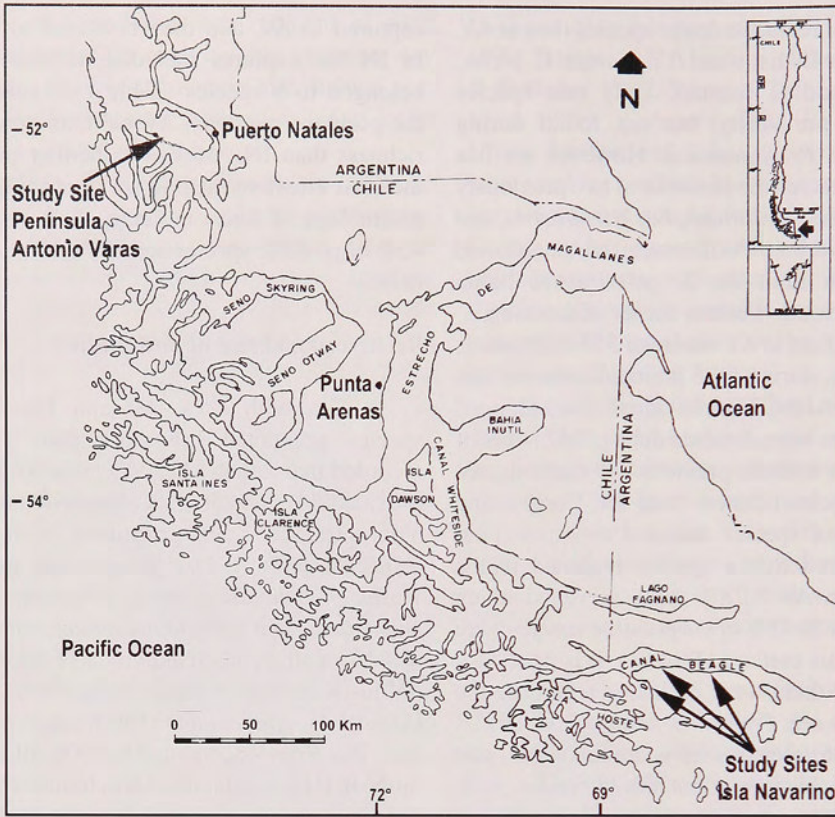 CHILE
N
52°
Puerto Natales
ARGENTINA
CHILE
Study Site
Península
Antonio Varas
ESTRECHO DE MAGALLANES
SENO SKYRING
SENO OTWAY
Punta
Arenas
Atlantic
Ocean
BAHIA
INUTIL
CANAL WHITESIDE
ISLA
DAWSON
CHILE
ARGENTINA
ISLA
SANTA INES
54°
ISLA
CLARENCE
LAGO
FAGNANO
Pacific Ocean
CANAL BEAGLE
ISLA
HOSTE
0 50 100 Km
Study Sites
Isla Navarino
72°
69°